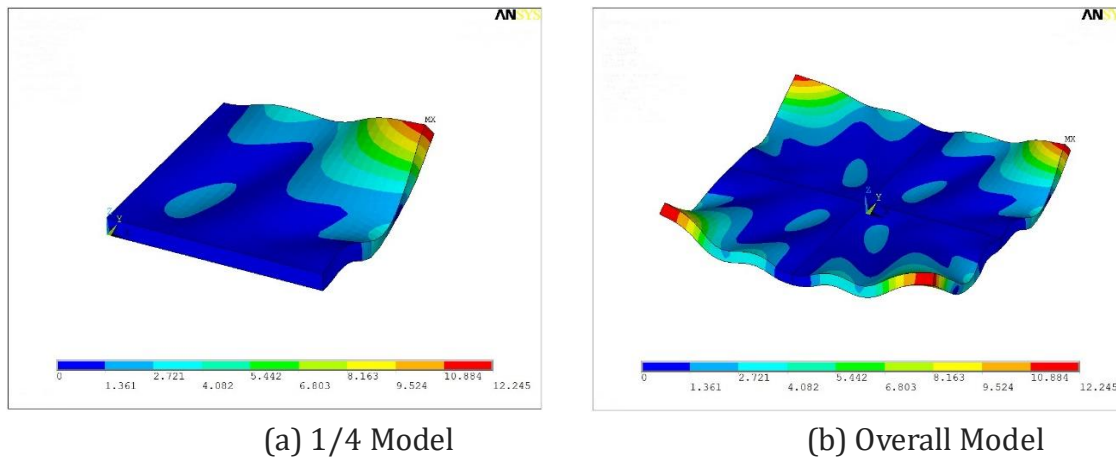 ANSYS
MX
Z
Y
0
1.361
2.721
4.082
5.442
6.803
8.163
9.524
10.884
12.245
(a) 1/4 Model
ANSYS
MX
Z
Y
0
1.361
2.721
4.082
5.442
6.803
8.163
9.524
10.884
12.245
(b) Overall Model